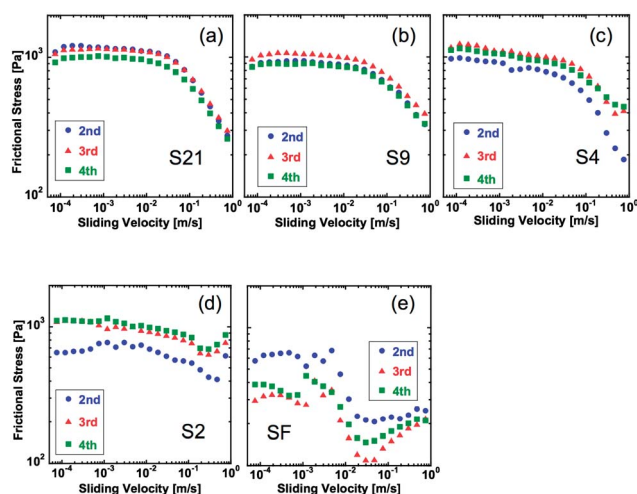 (a)
(b)
(c)
Frictional Stress [Pa]
10³
10²
2nd
3rd
4th
S21
2nd
3rd
4th
S9
2nd
3rd
4th
S4
10⁻⁴ 10⁻³ 10⁻² 10⁻¹ 10⁰
10⁻⁴ 10⁻³ 10⁻² 10⁻¹ 10⁰
10⁻⁴ 10⁻³ 10⁻² 10⁻¹ 10⁰
Sliding Velocity [m/s]
Sliding Velocity [m/s]
Sliding Velocity [m/s]
(d)
(e)
Frictional Stress [Pa]
10³
10²
2nd
3rd
4th
S2
2nd
3rd
4th
SF
10⁻⁴ 10⁻³ 10⁻² 10⁻¹ 10⁰
10⁻⁴ 10⁻³ 10⁻² 10⁻¹ 10⁰
Sliding Velocity [m/s]
Sliding Velocity [m/s]